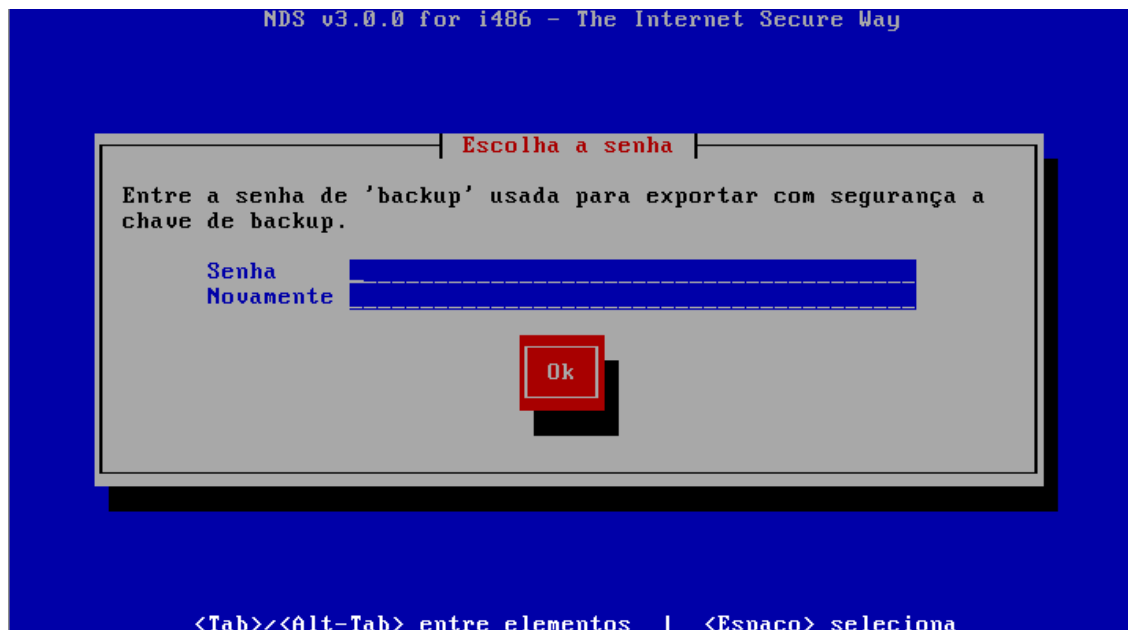 NDS v3.0.0 for i486 - The Internet Secure Way
Escolha a senha
Entre a senha de 'backup' usada para exportar com segurança a
chave de backup.
Senha
Novamente
Ok
<Tab>/<Alt-Tab> entre elementos | <Espaço> seleciona